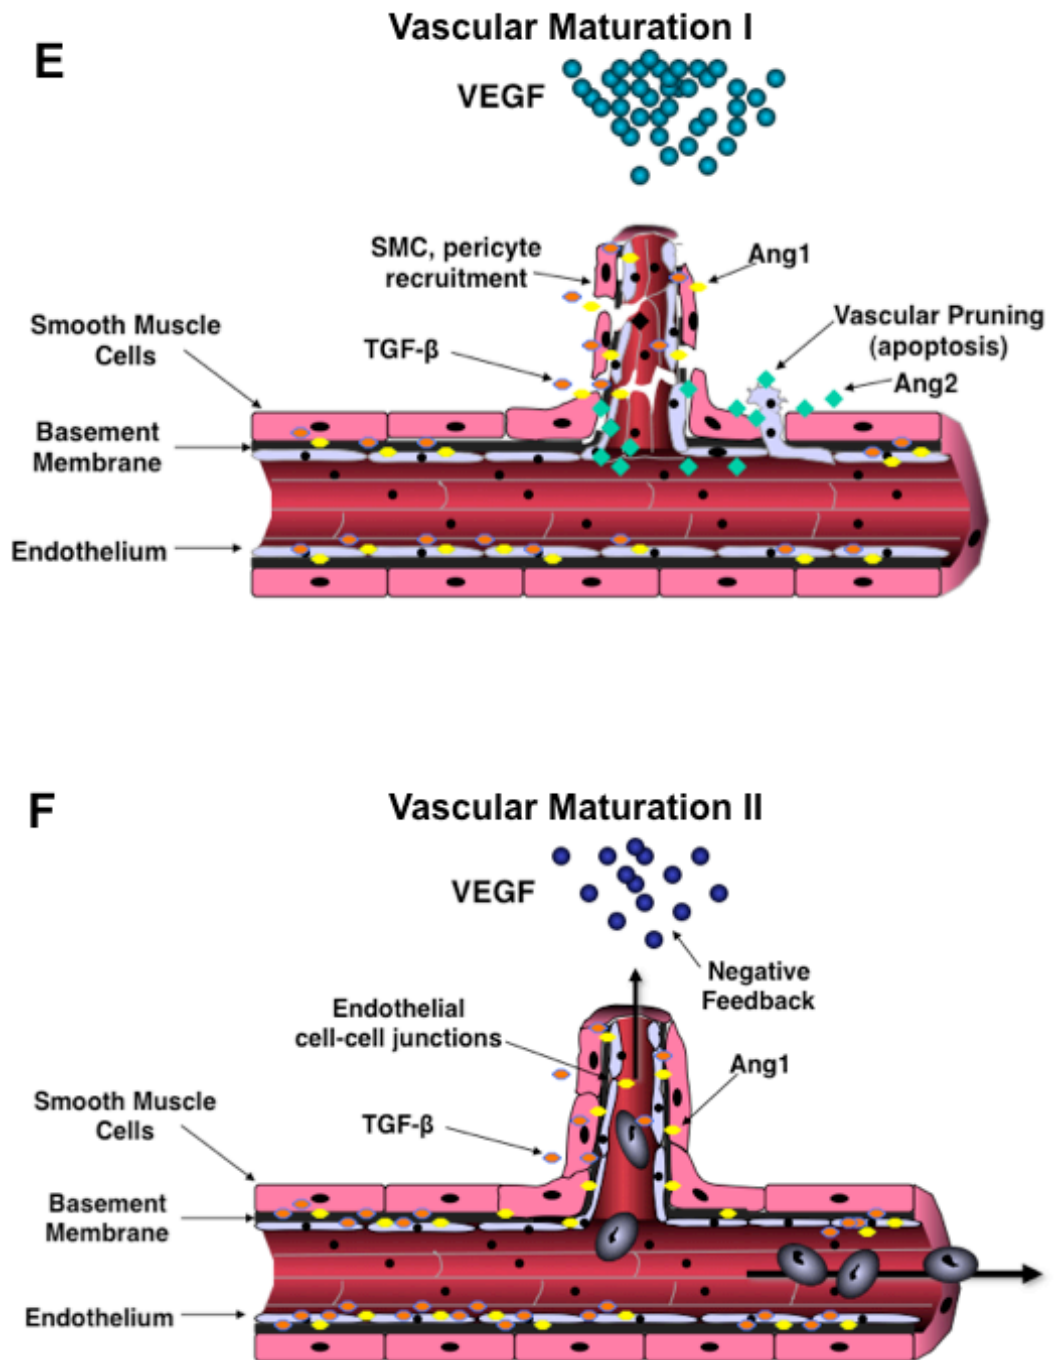 E
Vascular Maturation I
VEGF
SMC, pericyte
recruitment
Ang1
Smooth Muscle
Cells
TGF-β
Vascular Pruning
(apoptosis)
Ang2
Basement
Membrane
Endothelium
F
Vascular Maturation II
VEGF
Negative
Feedback
Endothelial
cell-cell junctions
Ang1
Smooth Muscle
Cells
TGF-β
Basement
Membrane
Endothelium